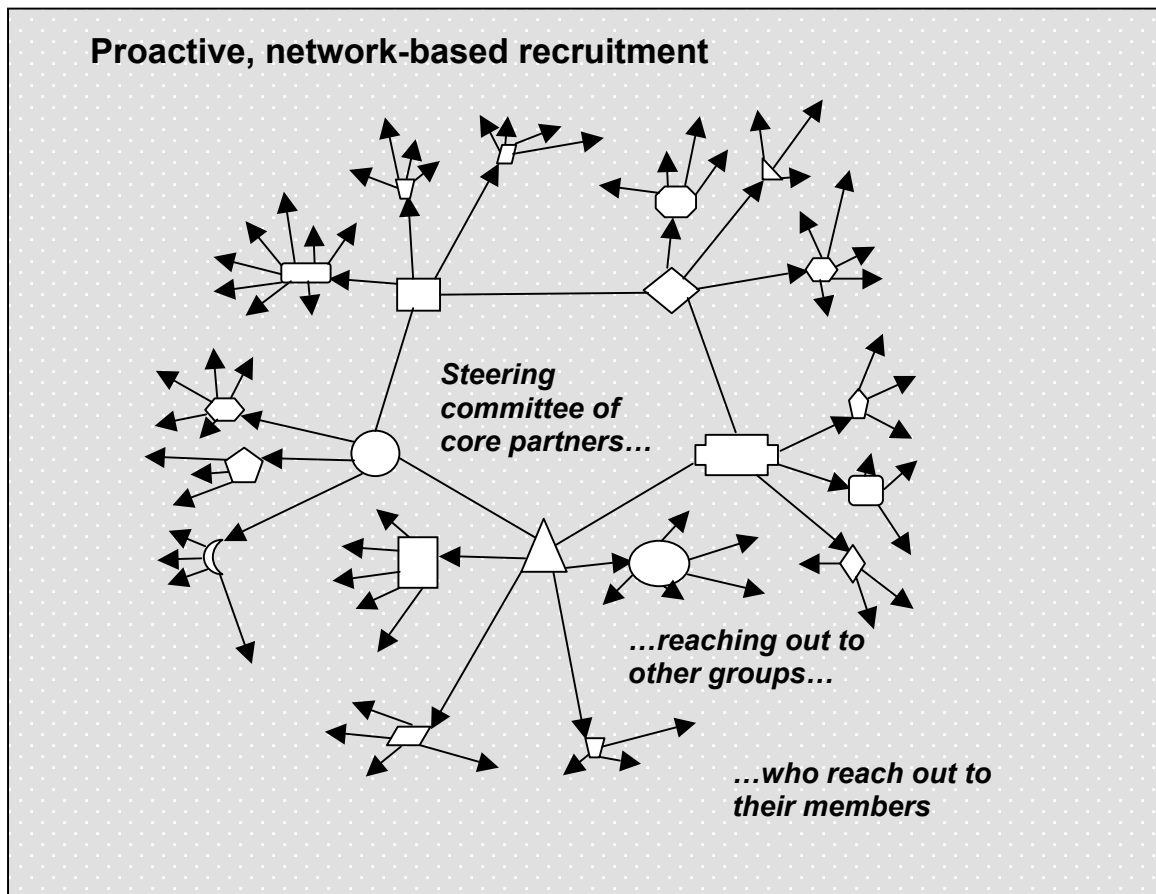 Proactive, network-based recruitment
Steering
committee of
core partners…
…reaching out to
other groups…
…who reach out to
their members